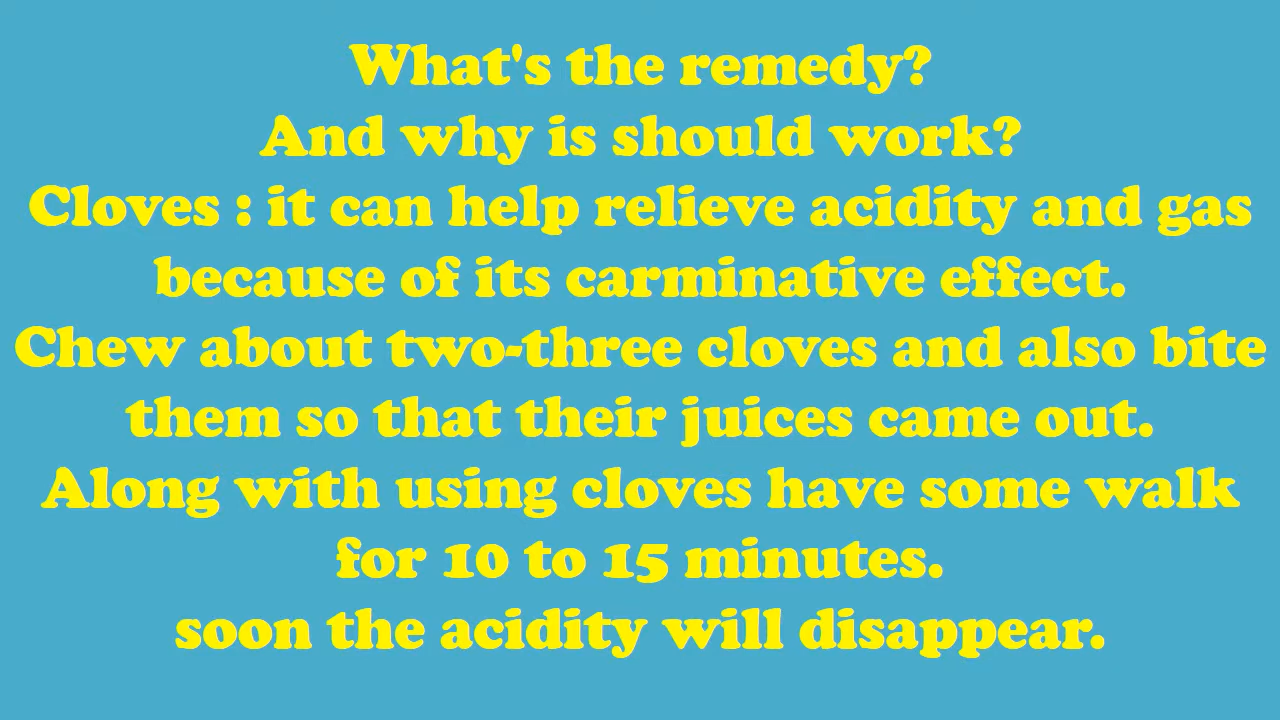 What's the remedy?
And why is should work?
Cloves : it can help relieve acidity and gas
because of its carminative effect.
Chew about two-three cloves and also bite
them so that their juices came out.
Along with using cloves have some walk
for 10 to 15 minutes.
soon the acidity will disappear.